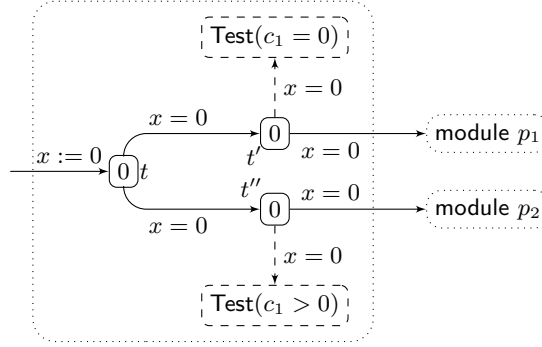 Test(c₁ = 0)
x = 0
x = 0
x := 0
0 t
0
t′
x = 0
module p₁
t″
0
x = 0
module p₂
x = 0
x = 0
Test(c₁ > 0)